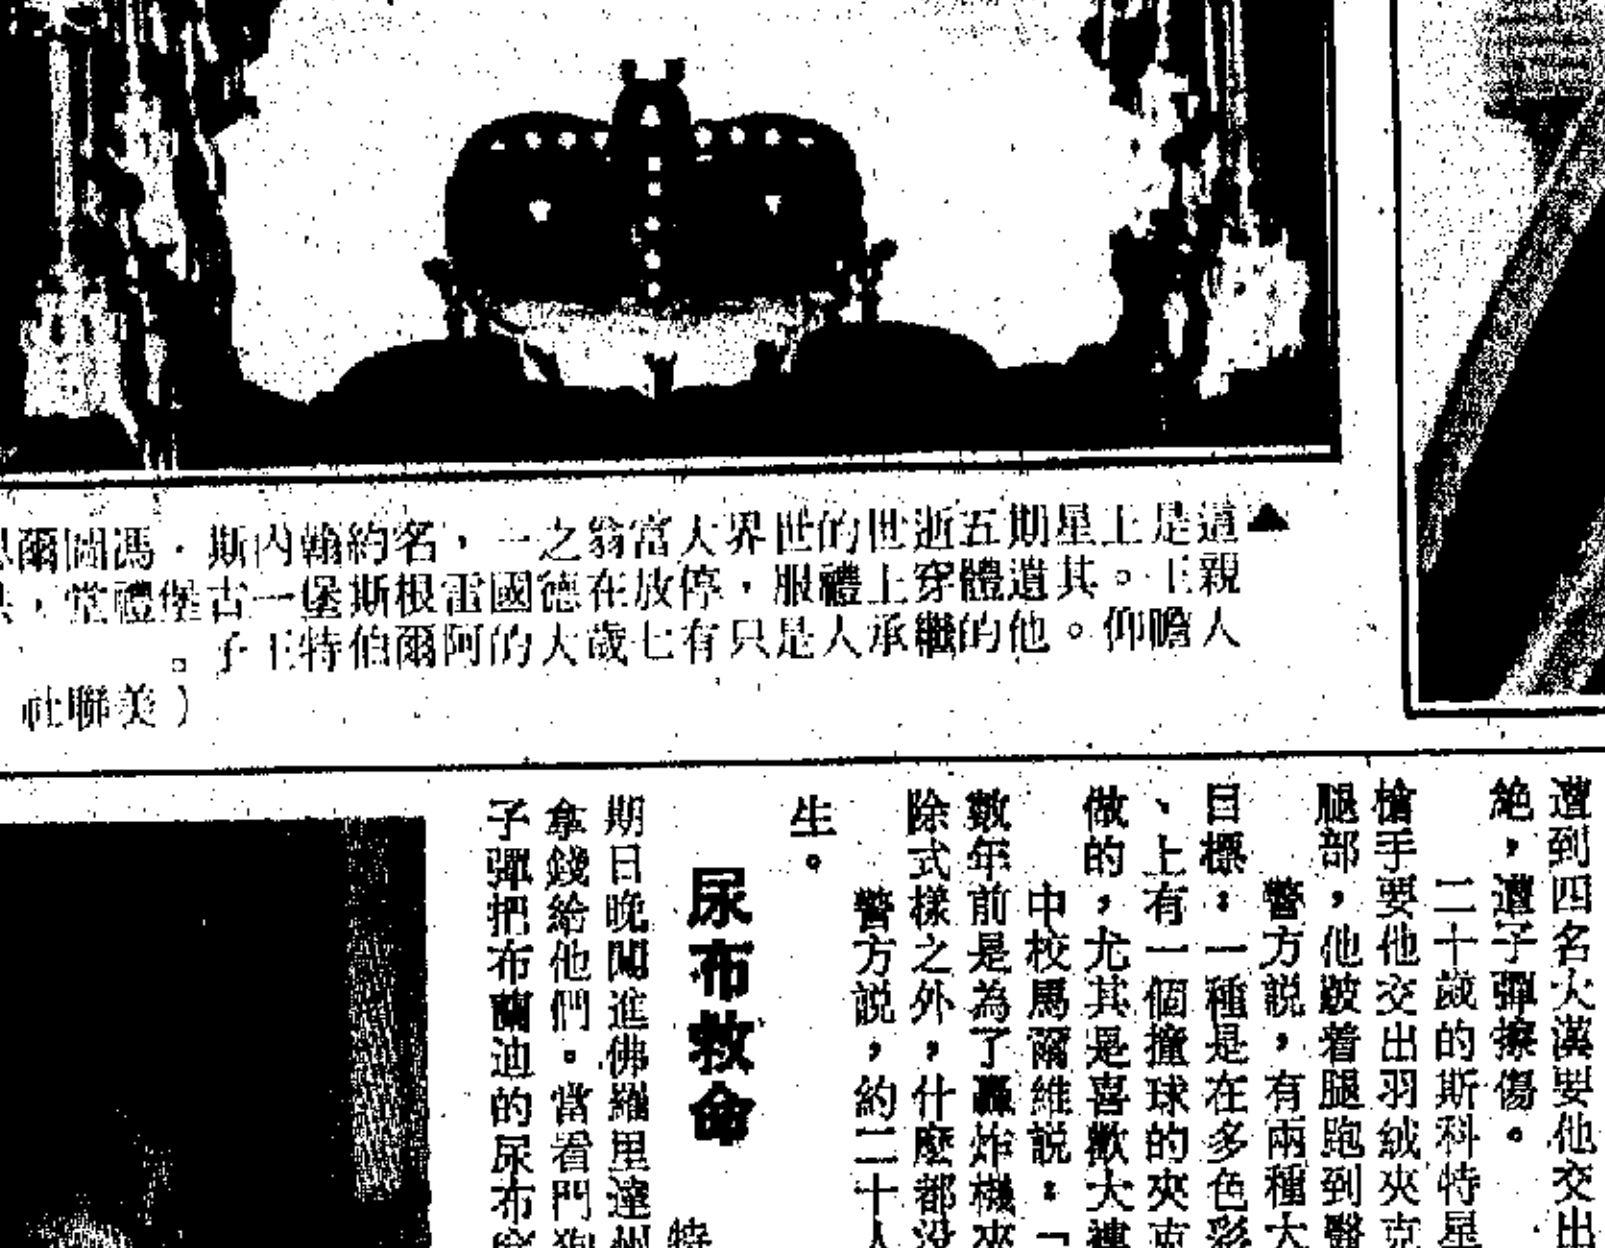 ▲這是上星期五逝世的世界大富翁之一，名約翰內斯．馮圖爾
親王。其遺體穿上禮服，停放在德國雷根斯堡一古堡禮堂，
人瞻仰。他的繼承人是只有七歲大的阿爾伯特王子。
（美聯社
遭到四名大漢要他交出
絕，遭子彈擦傷。
二十歲的斯科特星
槍手要他交出羽絨夾克
腿部，他跛着腿跑到醫
警方説，有兩種大
目標：一種是在多色彩
、上有一個撞球的夾克
做的，尤其是喜歡大連
中校馬爾維説：「
數年前是為了轟炸機夾
除式樣之外，什麼都没
警方説，約二十人
生。
尿布救命
特
期日晚闖進佛羅里達州
拿錢給他們。當看門狗
子彈把布蘭迪的尿布